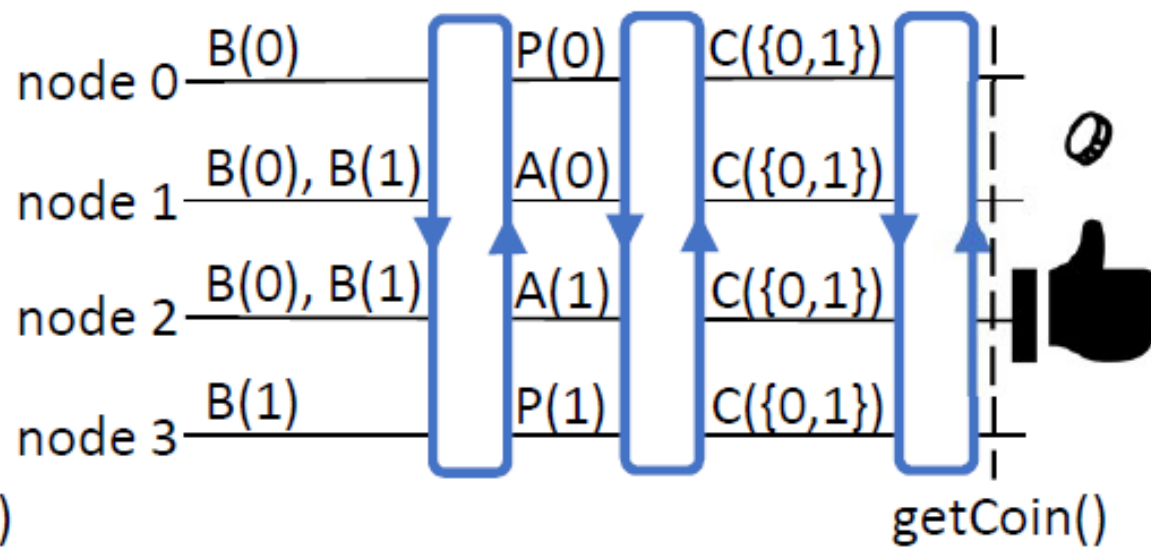 B(0) P(0) C({0,1})
node 0
B(0), B(1) A(0) C({0,1})
node 1
B(0), B(1) A(1) C({0,1})
node 2
B(1) P(1) C({0,1})
node 3
) getCoin()